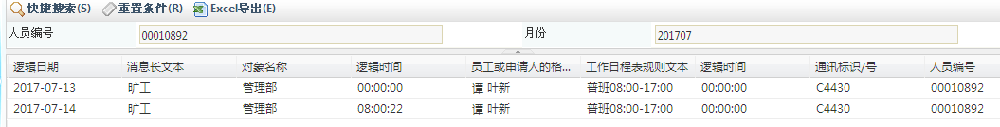 快捷搜索(S) 重置条件(R) Excel导出(E)
人员编号 00010892 月份 201707
逻辑日期 消息长文本 对象名称 逻辑时间 员工或申请人的格... 工作日程表规则文本 逻辑时间 通讯标识/号 人员编号
2017-07-13 旷工 管理部 00:00:00 谭 叶新 普班08:00-17:00 00:00:00 C4430 00010892
2017-07-14 旷工 管理部 08:00:22 谭 叶新 普班08:00-17:00 00:00:00 C4430 00010892